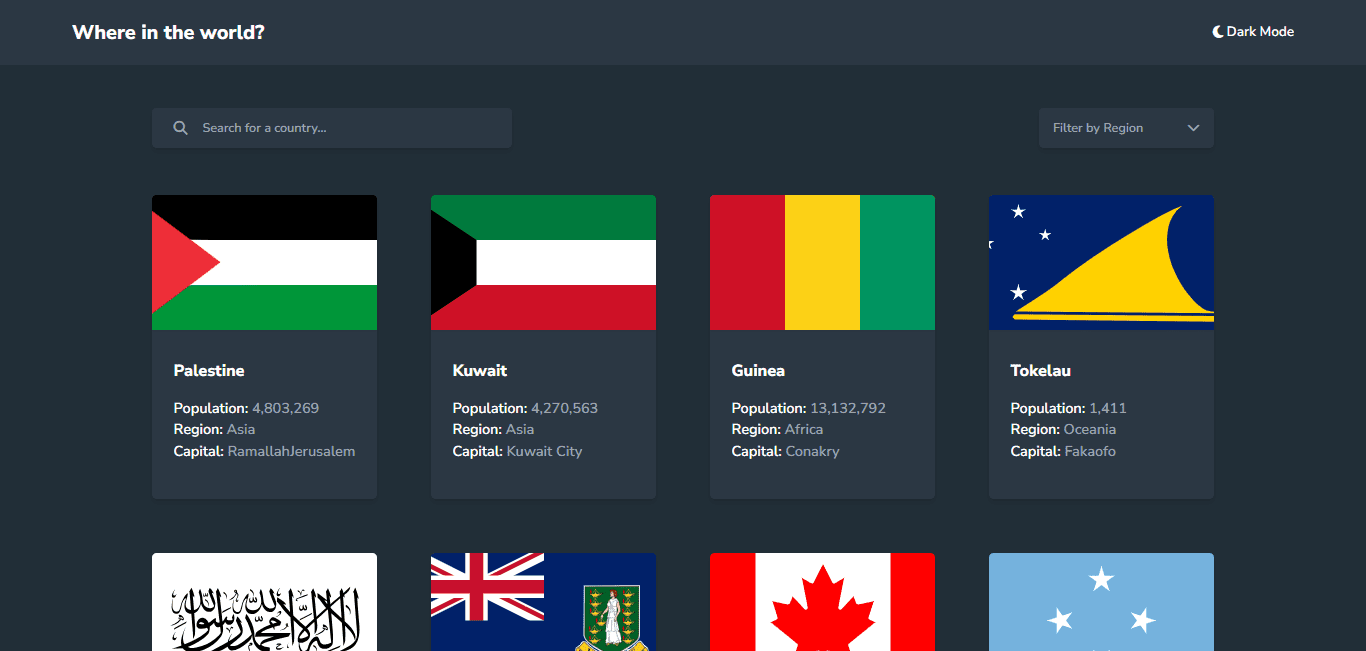 Where in the world?
Dark Mode
Search for a country...
Filter by Region
Palestine
Population: 4,803,269
Region: Asia
Capital: RamallahJerusalem
Kuwait
Population: 4,270,563
Region: Asia
Capital: Kuwait City
Guinea
Population: 13,132,792
Region: Africa
Capital: Conakry
Tokelau
Population: 1,411
Region: Oceania
Capital: Fakaofo
لا إله إلا الله محمد رسول الله